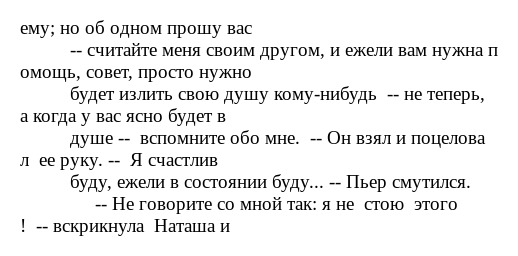 ему; но об одном прошу вас
-- считайте меня своим другом, и ежели вам нужна п
омощь, совет, просто нужно
будет излить свою душу кому-нибудь  -- не теперь,
а когда у вас ясно будет в
душе --  вспомните обо мне.  -- Он взял и поцелова
л  ее руку. --  Я счастлив
буду, ежели в состоянии буду... -- Пьер смутился.
-- Не говорите со мной так: я не  стою  этого
!  -- вскрикнула  Наташа и